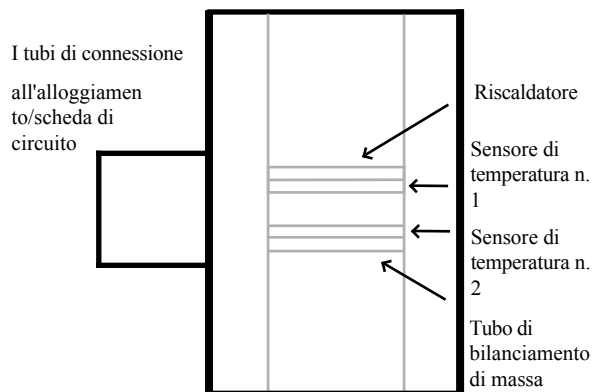 I tubi di connessione
all'alloggiamen
to/scheda di
circuito
Riscaldatore
Sensore di
temperatura n.
1
Sensore di
temperatura n.
2
Tubo di
bilanciamento
di massa